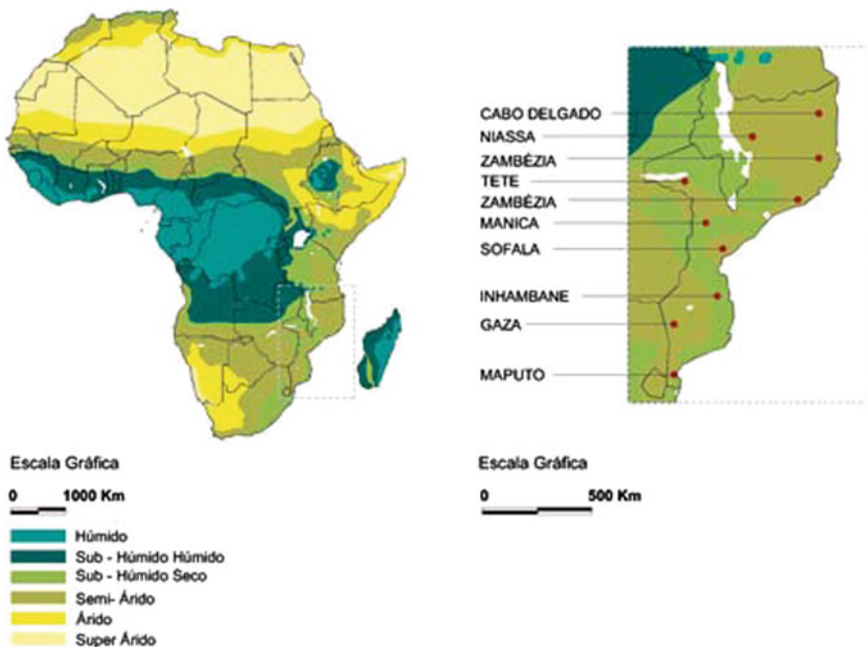 CABO DELGADO
NIASSA
ZAMBÉZIA
TETE
ZAMBÉZIA
MANICA
SOFALA
INHAMBANE
GAZA
MAPUTO
Escala Gráfica
0 1000 Km
Húmido
Sub - Húmido Húmido
Sub - Húmido Seco
Semi- Árido
Árido
Super Árido
Escala Gráfica
0 500 Km